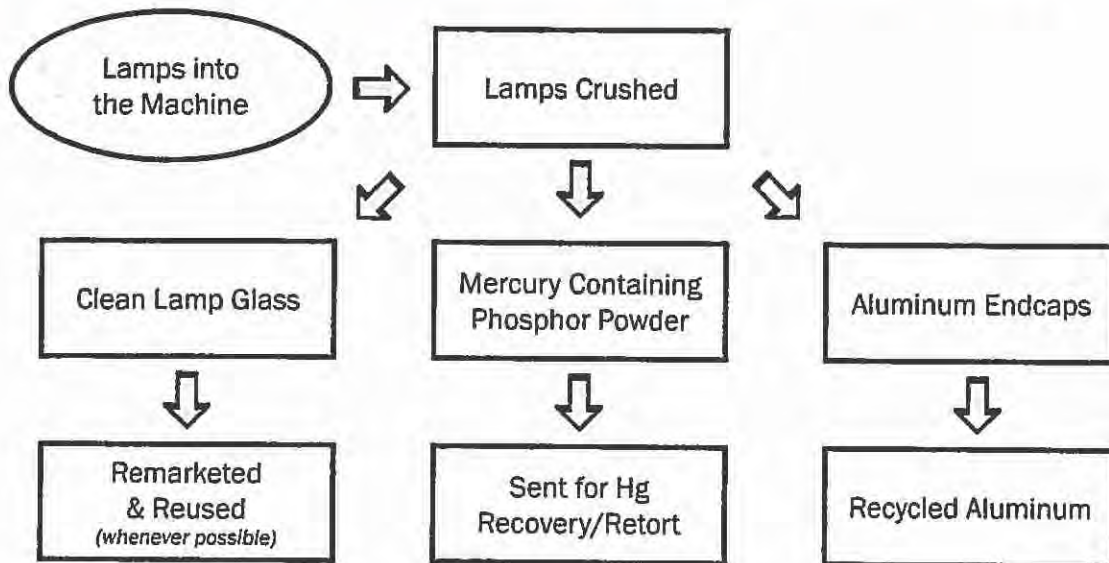 Lamps into
the Machine
Lamps Crushed
Clean Lamp Glass
Mercury Containing
Phosphor Powder
Aluminum Endcaps
Remarketed
& Reused
(whenever possible)
Sent for Hg
Recovery/Retort
Recycled Aluminum